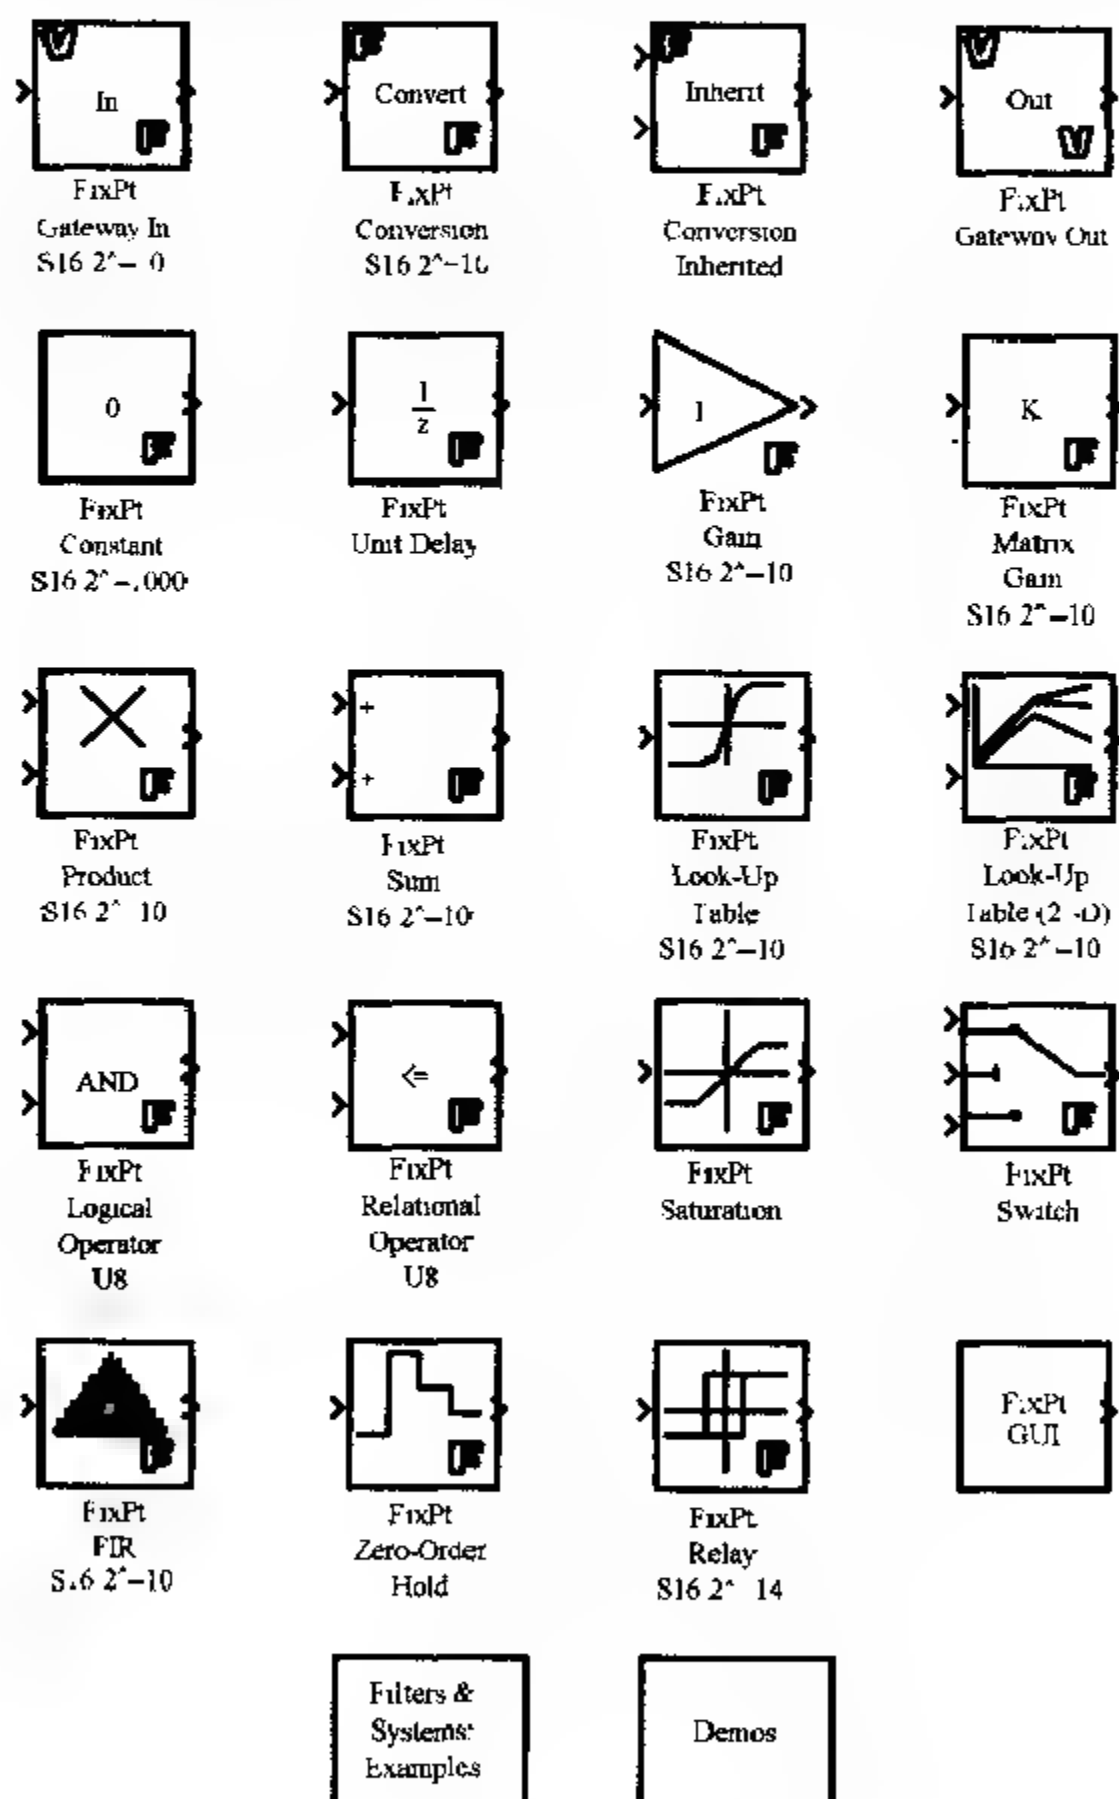 In
FixPt
Gateway In
S16 2^– 0
Convert
FixPt
Conversion
S16 2^–10
Inherit
FixPt
Conversion
Inherited
Out
FixPt
Gateway Out
0
FixPt
Constant
S16 2^–.000
1
z
FixPt
Unit Delay
1
FixPt
Gain
S16 2^–10
K
FixPt
Matrix
Gain
S16 2^–10
FixPt
Product
S16 2^ 10
+
+
FixPt
Sum
S16 2^–10
FixPt
Look-Up
Table
S16 2^–10
FixPt
Look-Up
Table (2 -D)
S16 2^–10
AND
FixPt
Logical
Operator
U8
<=
FixPt
Relational
Operator
U8
FixPt
Saturation
FixPt
Switch
FixPt
FIR
S16 2^–10
FixPt
Zero-Order
Hold
FixPt
Relay
S16 2^ 14
FixPt
GUI
Filters &
Systems:
Examples
Demos